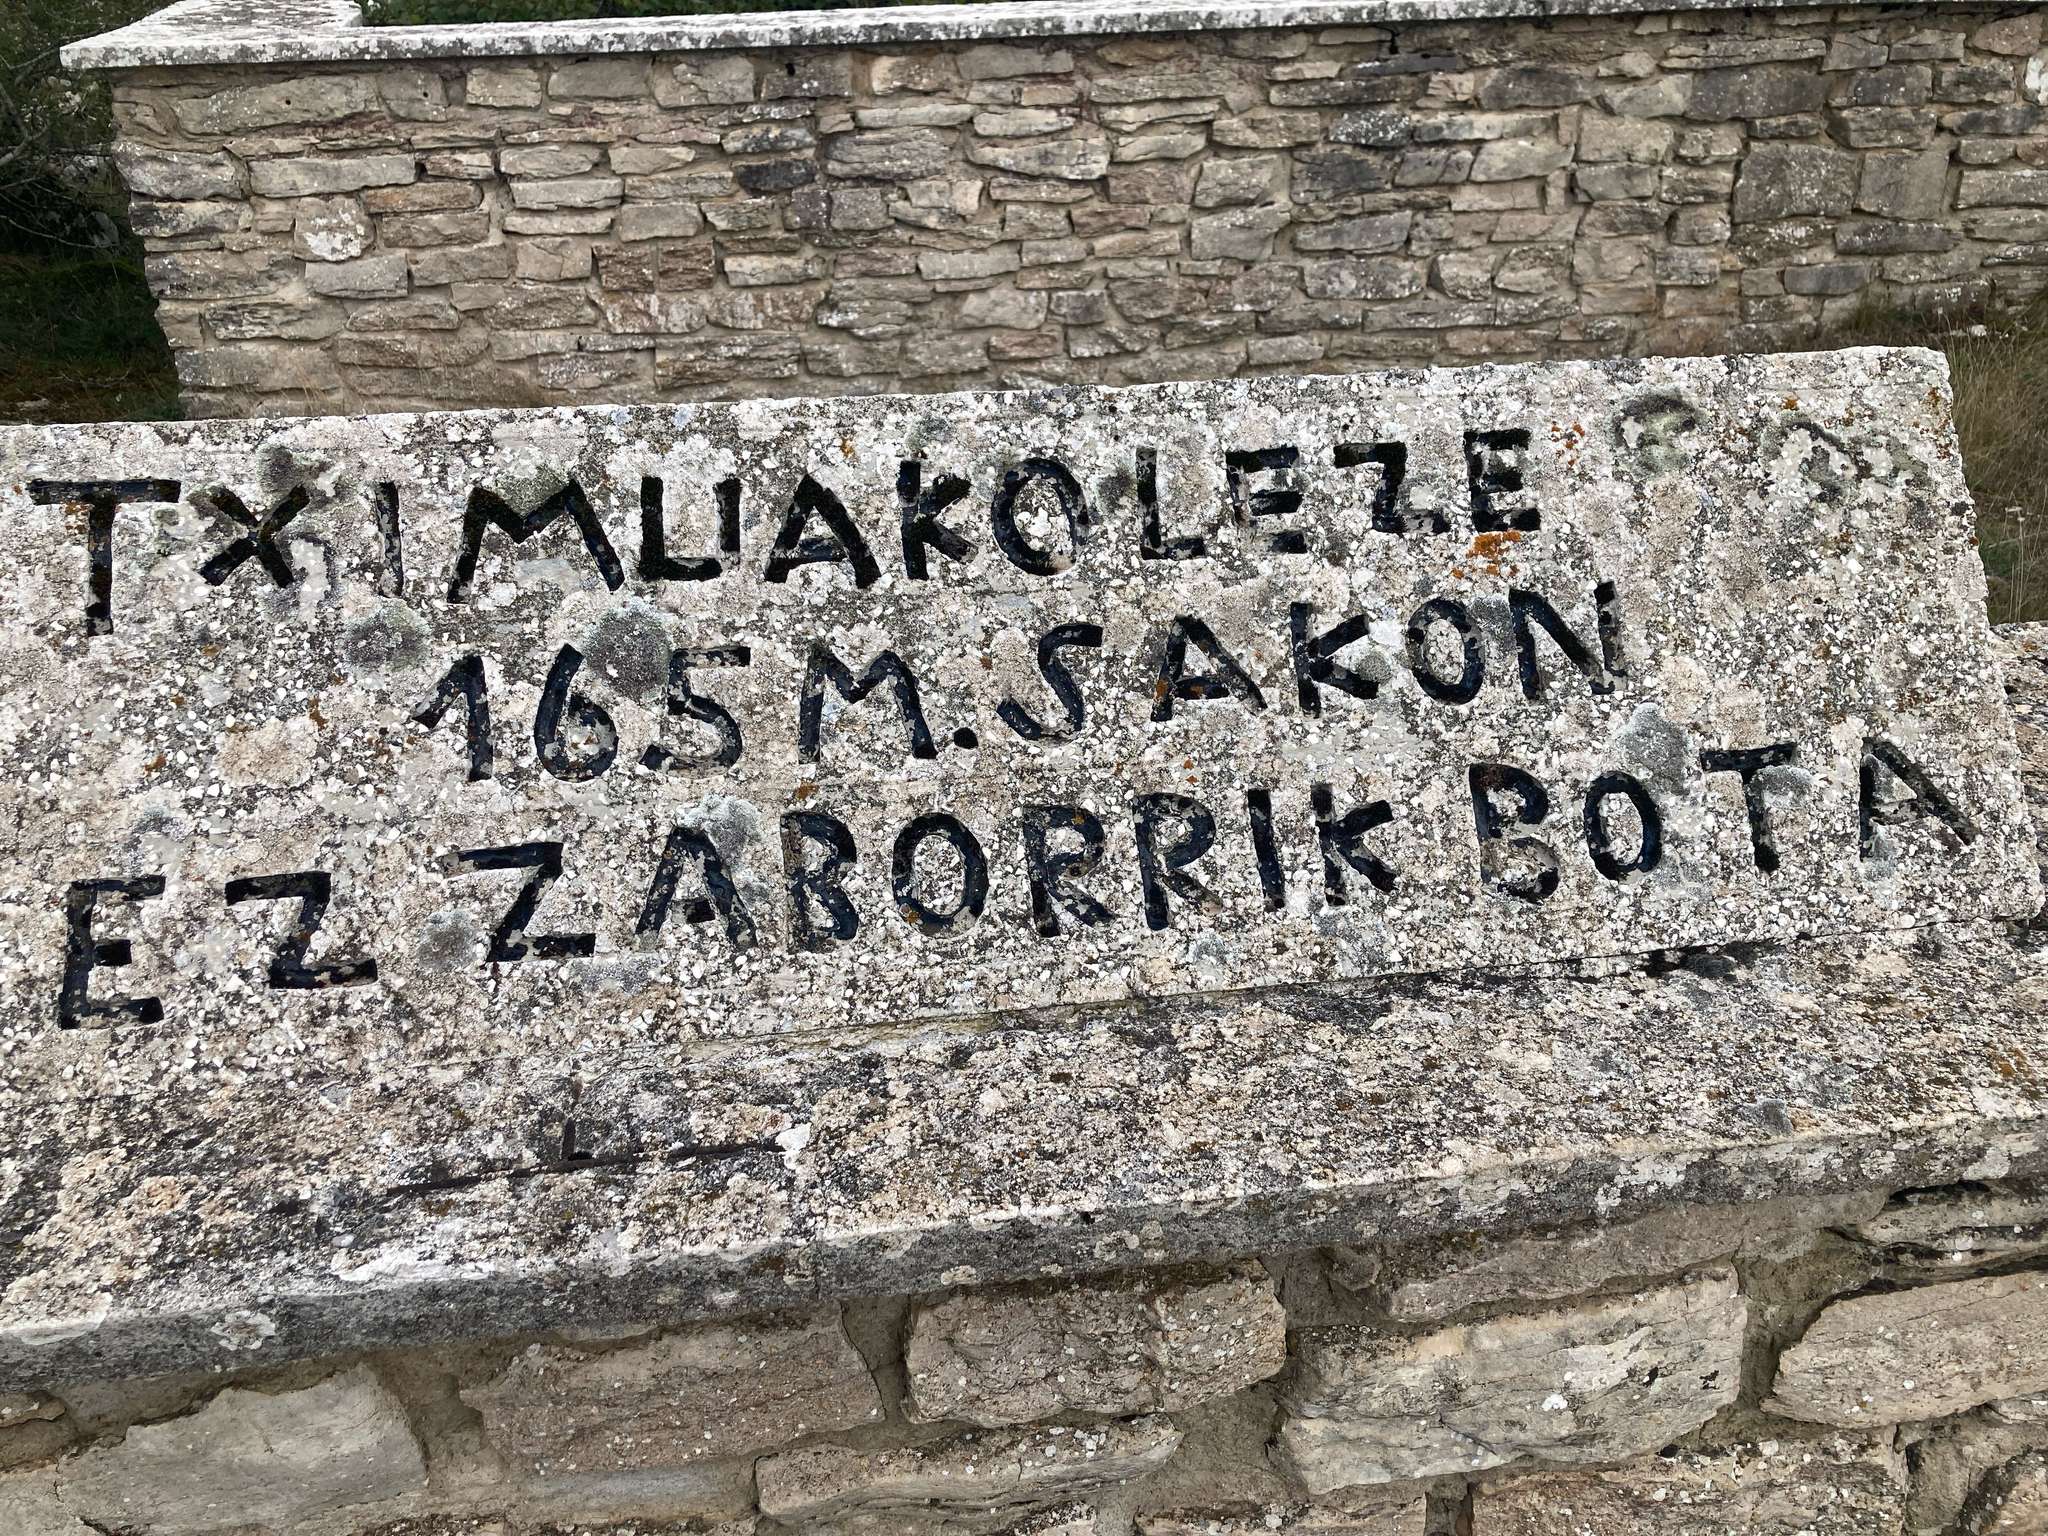 TXIMUAKO LEZE
165 M. SAKON
EZ ZABORRIK BOTA